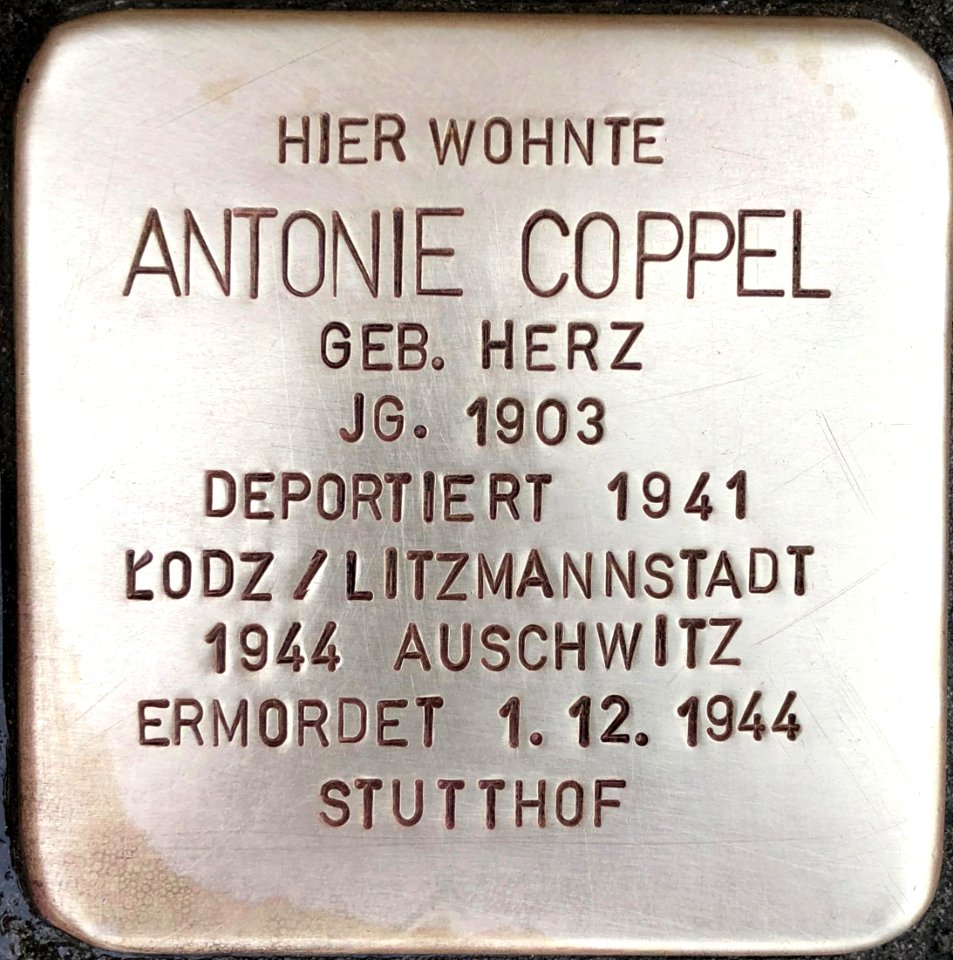 HIER WOHNTE
ANTONIE COPPEL
GEB. HERZ
JG. 1903
DEPORTIERT 1941
ŁODZ / LITZMANNSTADT
1944 AUSCHWITZ
ERMORDET 1. 12. 1944
STUTTHOF